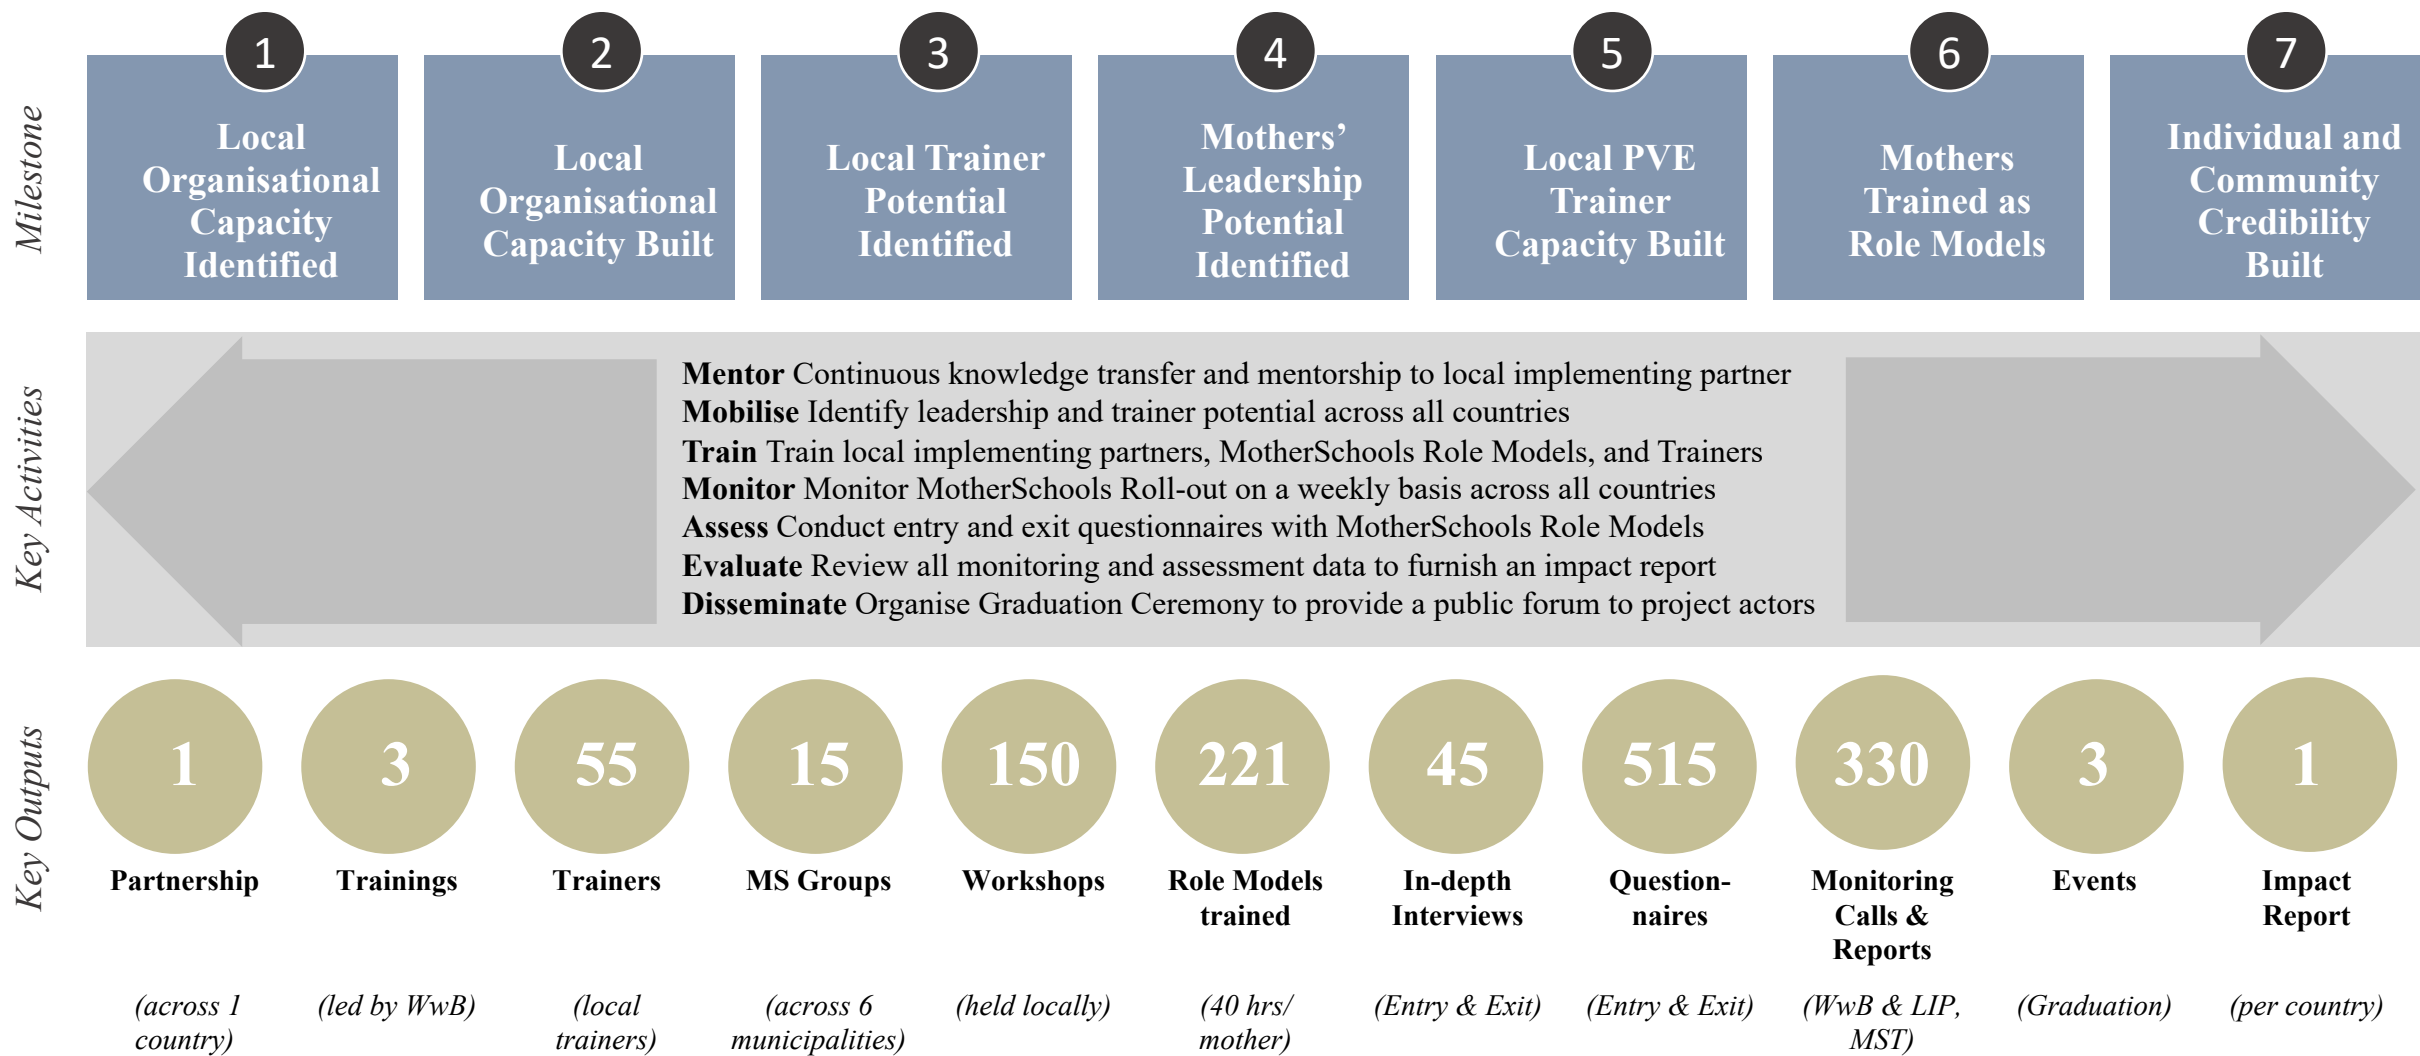 Milestone
1
Local
Organisational
Capacity
Identified
2
Local
Organisational
Capacity Built
3
Local Trainer
Potential
Identified
4
Mothers’
Leadership
Potential
Identified
5
Local PVE
Trainer
Capacity Built
6
Mothers
Trained as
Role Models
7
Individual and
Community
Credibility
Built
Key Activities
Mentor Continuous knowledge transfer and mentorship to local implementing partner
Mobilise Identify leadership and trainer potential across all countries
Train Train local implementing partners, MotherSchools Role Models, and Trainers
Monitor Monitor MotherSchools Roll-out on a weekly basis across all countries
Assess Conduct entry and exit questionnaires with MotherSchools Role Models
Evaluate Review all monitoring and assessment data to furnish an impact report
Disseminate Organise Graduation Ceremony to provide a public forum to project actors
Key Outputs
1
Partnership
(across 1
country)
3
Trainings
(led by WwB)
55
Trainers
(local
trainers)
15
MS Groups
(across 6
municipalities)
150
Workshops
(held locally)
221
Role Models
trained
(40 hrs/
mother)
45
In-depth
Interviews
(Entry & Exit)
515
Question-
naires
(Entry & Exit)
330
Monitoring
Calls &
Reports
(WwB & LIP,
MST)
3
Events
(Graduation)
1
Impact
Report
(per country)